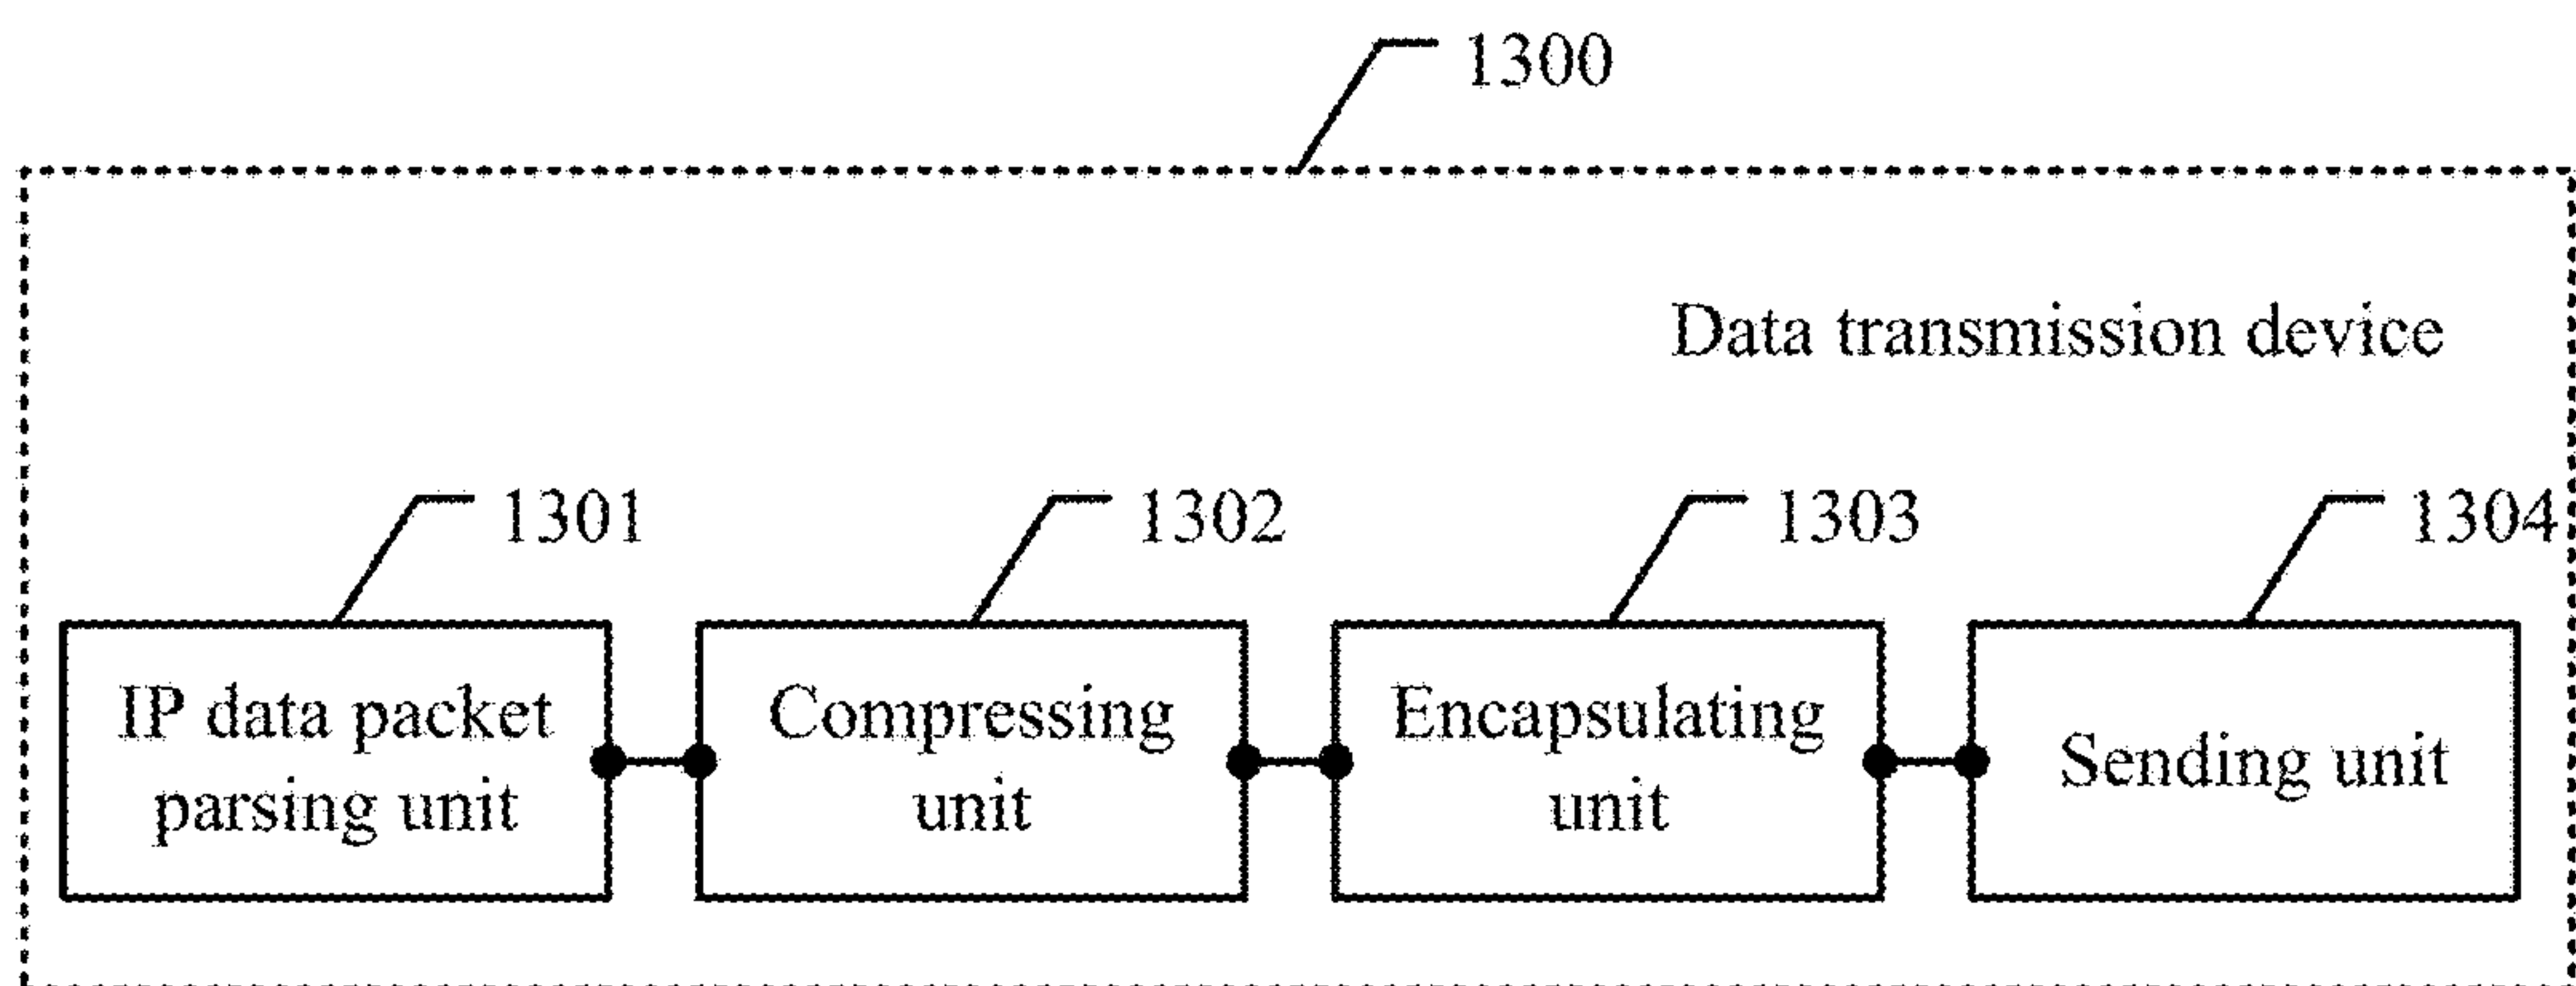 1300
Data transmission device
1301
1302
1303
1304
IP data packet
parsing unit
Compressing
unit
Encapsulating
unit
Sending unit